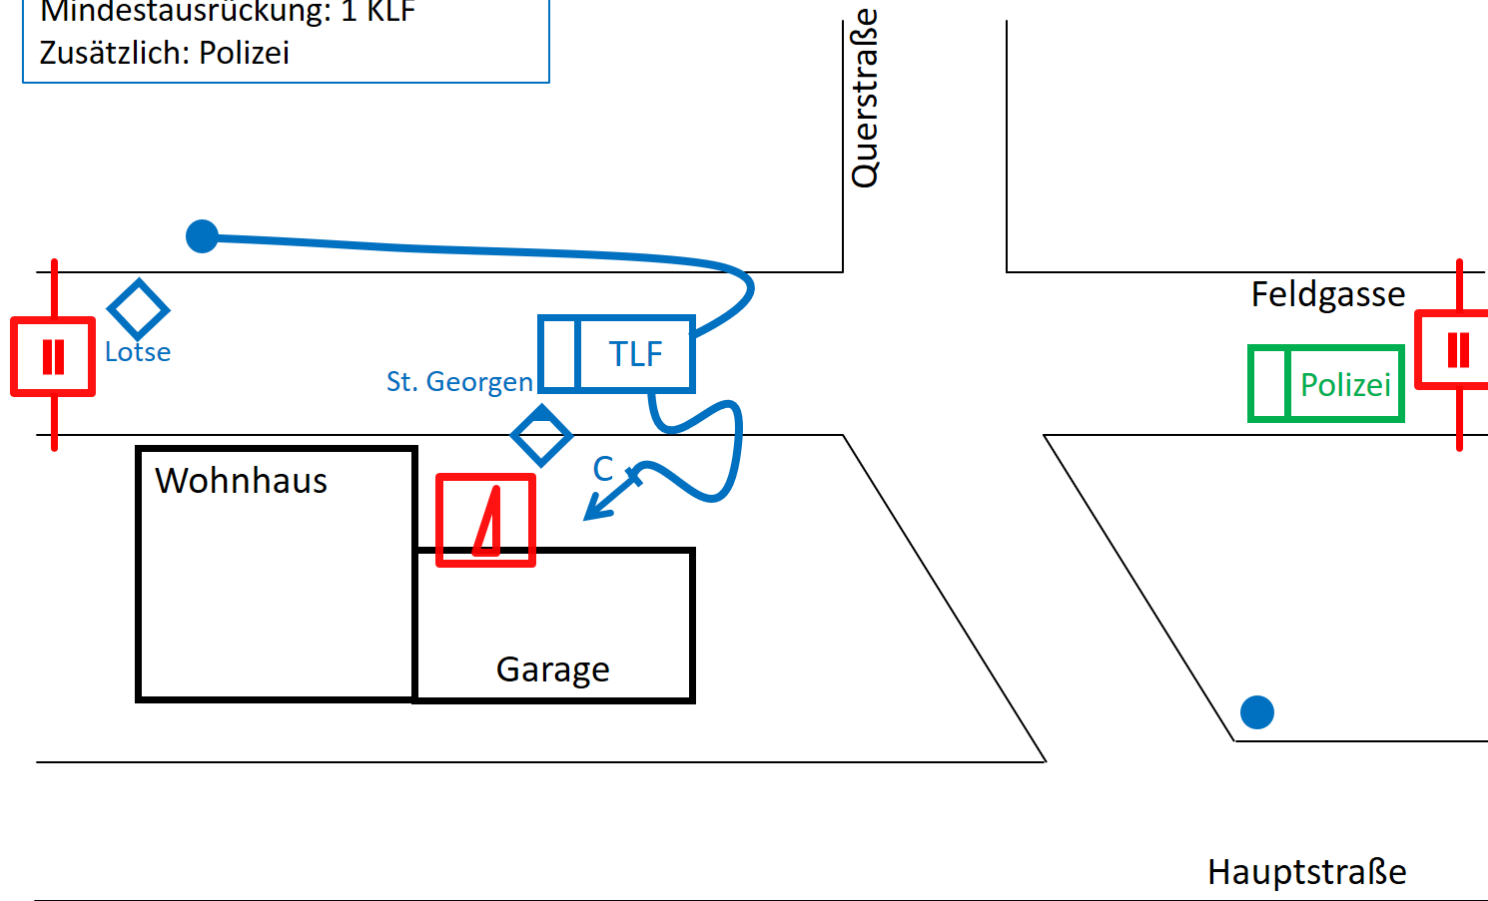 Mindestausrückung: 1 KLF
Zusätzlich: Polizei
Querstraße
Feldgasse
Lotse
TLF
St. Georgen
Polizei
C
Wohnhaus
Garage
Hauptstraße